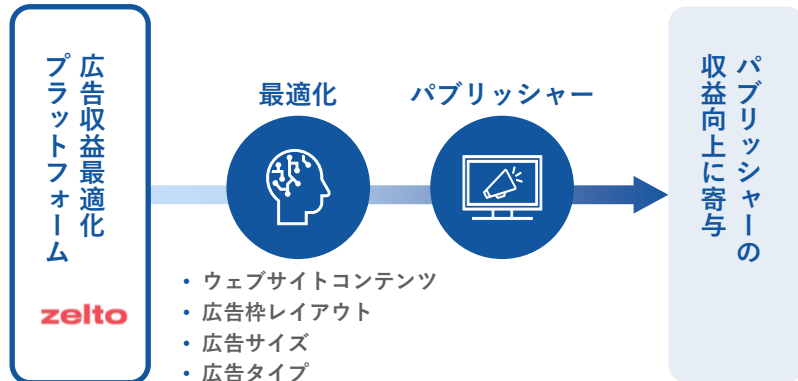 広告収益最適化
プラットフォーム
zelto
最適化
パブリッシャー
• ウェブサイトコンテンツ
• 広告枠レイアウト
• 広告サイズ
• 広告タイプ
パブリッシャーの
収益向上に寄与